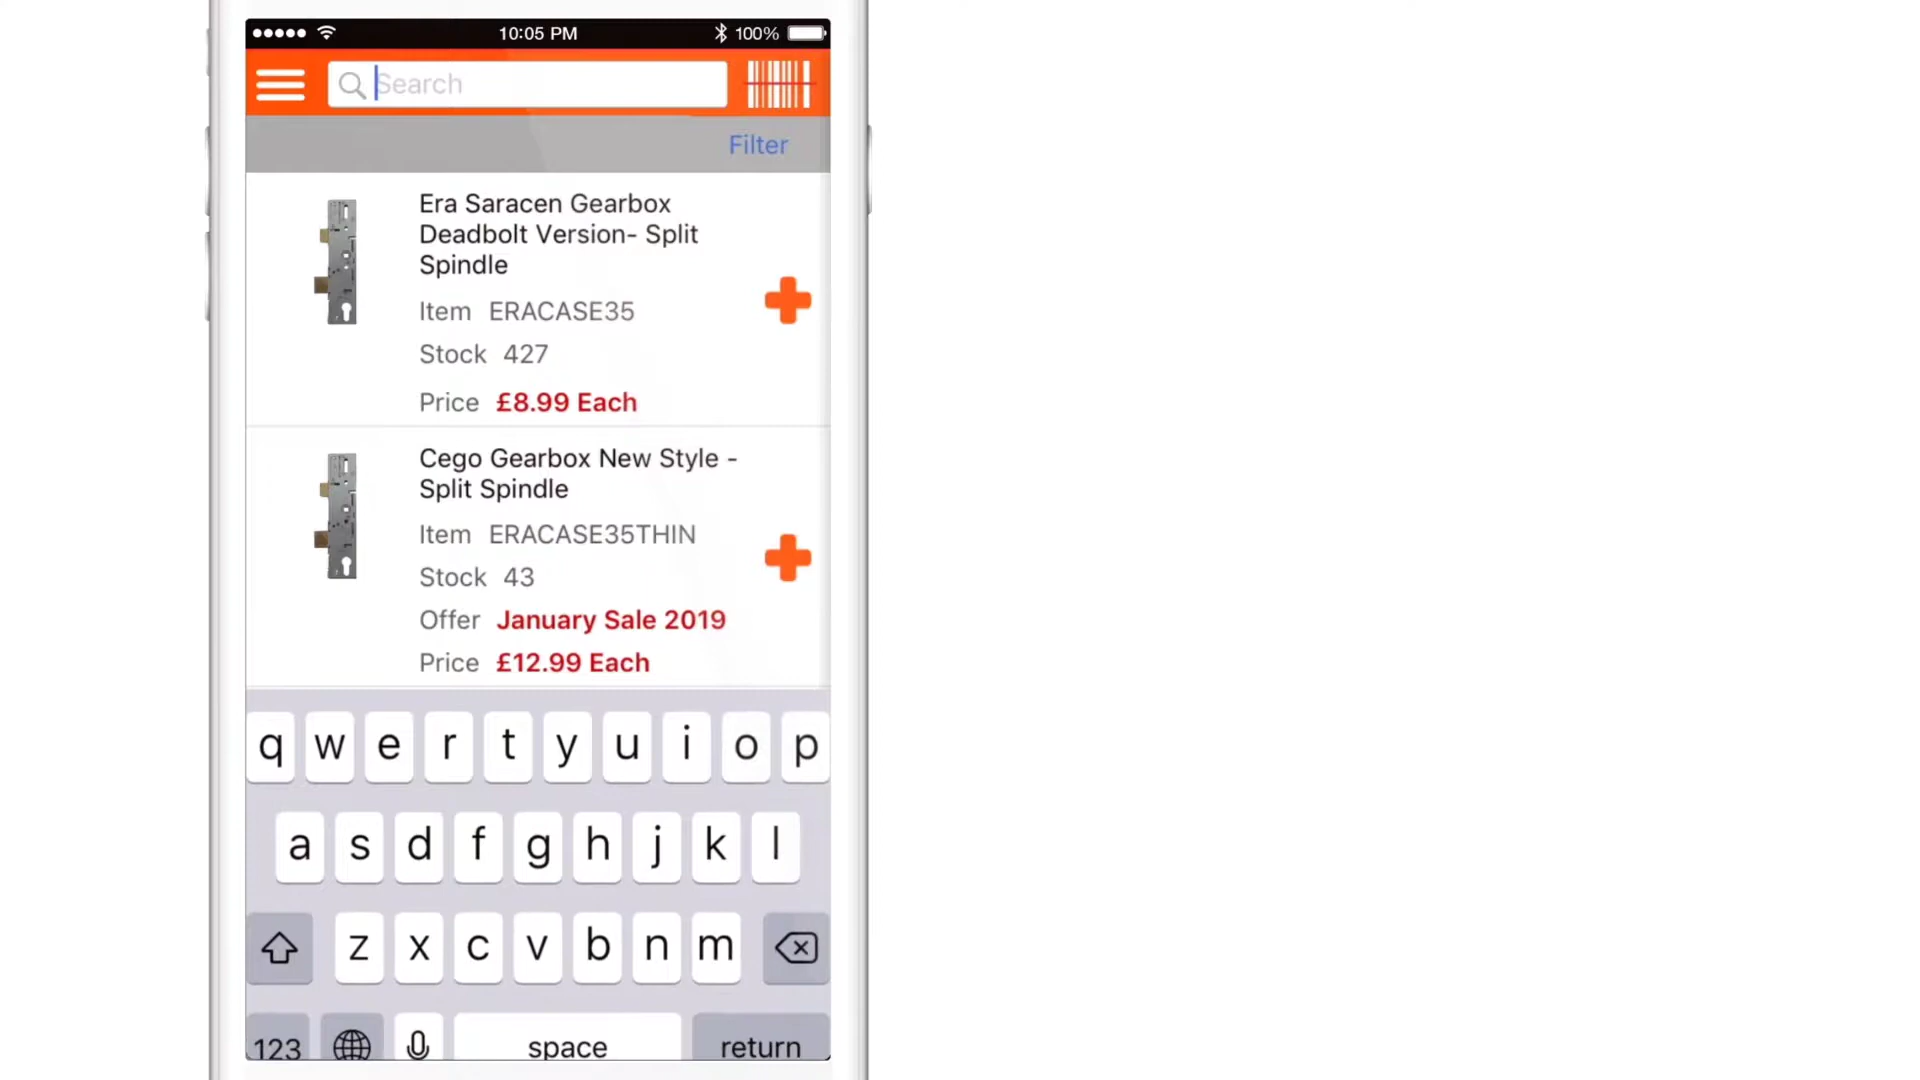 10:05 PM 100%
Search
Filter
Era Saracen Gearbox
Deadbolt Version- Split
Spindle
Item ERACASE35
Stock 427
Price £8.99 Each
Cego Gearbox New Style -
Split Spindle
Item ERACASE35THIN
Stock 43
Offer January Sale 2019
Price £12.99 Each
q w e r t y u i o p
a s d f g h j k l
z x c v b n m
123 space return